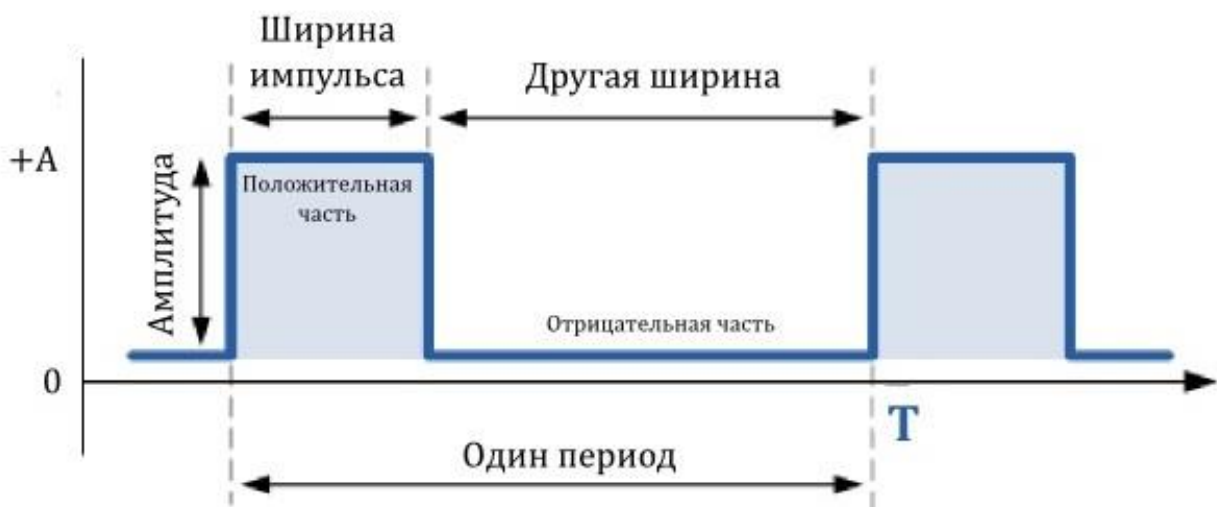 Ширина
импульса
Другая ширина
+A
Амплитуда
Положительная
часть
Отрицательная часть
0
T
Один период